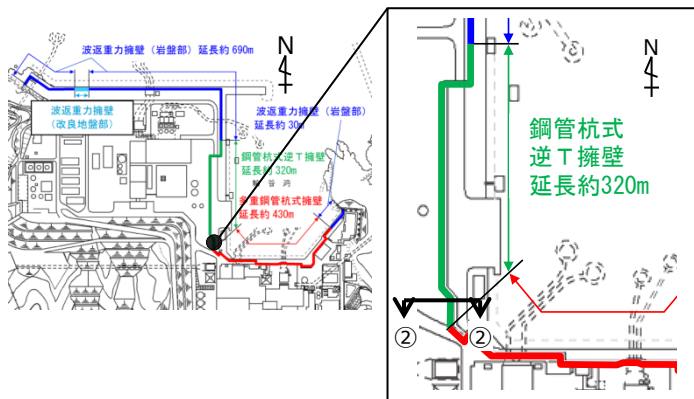 波返重力擁壁（岩盤部）延長約690m
N
波返重力擁壁
（改良地盤部）
波返重力擁壁（岩盤部）
延長約30m
鋼管杭式逆Ｔ擁壁
延長約320m
輪谷湾
多重鋼管杭式擁壁
延長約430m
N
鋼管杭式
逆Ｔ擁壁
延長約320m
② ②